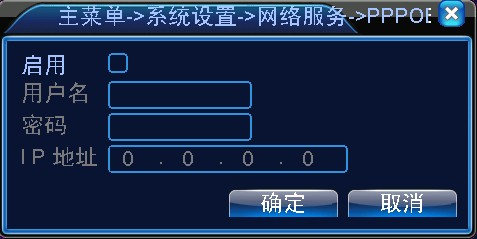 主菜单->系统设置->网络服务->PPPOE
启用
用户名
密码
IP 地址 0 . 0 . 0 . 0
确定 取消